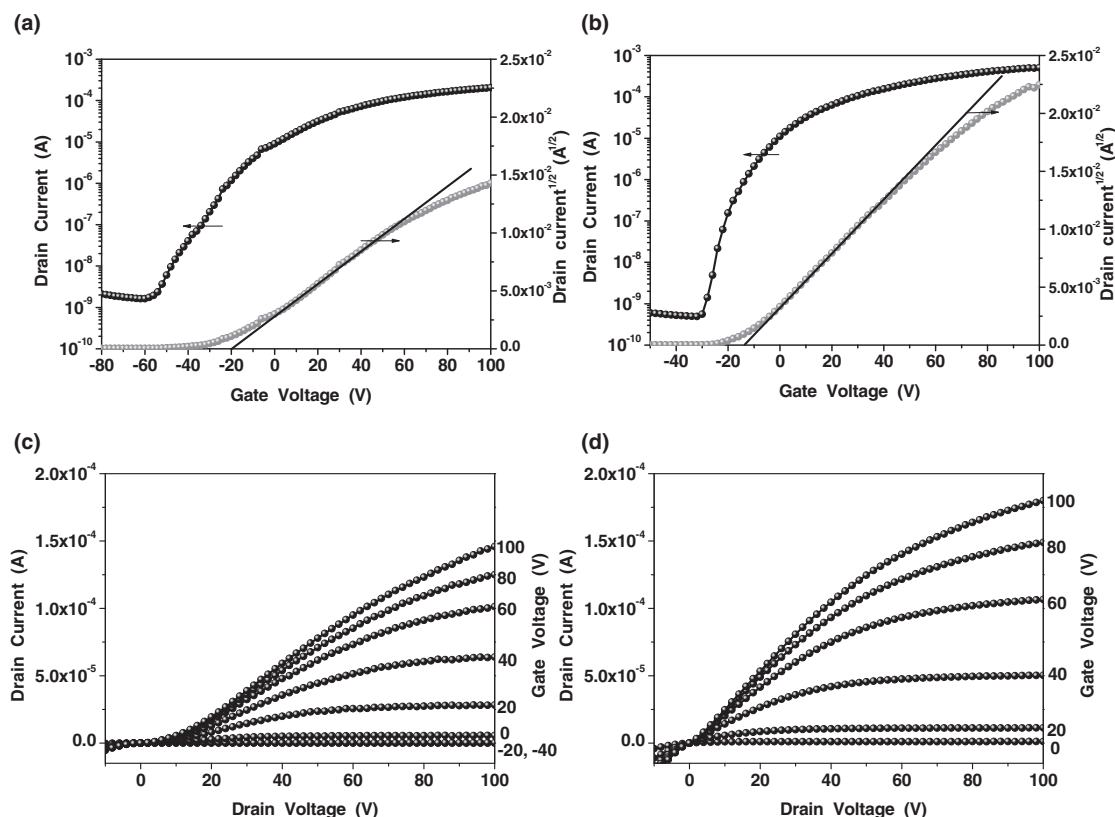 (a)
10-3
10-4
10-5
10-6
10-7
10-8
10-9
10-10
Drain Current (A)
-80 -60 -40 -20 0 20 40 60 80 100
Gate Voltage (V)
2.5x10-2
2.0x10-2
1.5x10-2
1.0x10-2
5.0x10-3
0.0
Drain current1/2 (A1/2)
(b)
10-3
10-4
10-5
10-6
10-7
10-8
10-9
10-10
Drain Current (A)
-40 -20 0 20 40 60 80 100
Gate Voltage (V)
2.5x10-2
2.0x10-2
1.5x10-2
1.0x10-2
5.0x10-3
0.0
Drain current1/2 (A1/2)
(c)
2.0x10-4
1.5x10-4
1.0x10-4
5.0x10-5
0.0
Drain Current (A)
0 20 40 60 80 100
Drain Voltage (V)
100
80
60
40
20
0
-20, -40
Gate Voltage (V)
(d)
2.0x10-4
1.5x10-4
1.0x10-4
5.0x10-5
0.0
Drain Current (A)
0 20 40 60 80 100
Drain Voltage (V)
100
80
60
40
20
0
Gate Voltage (V)